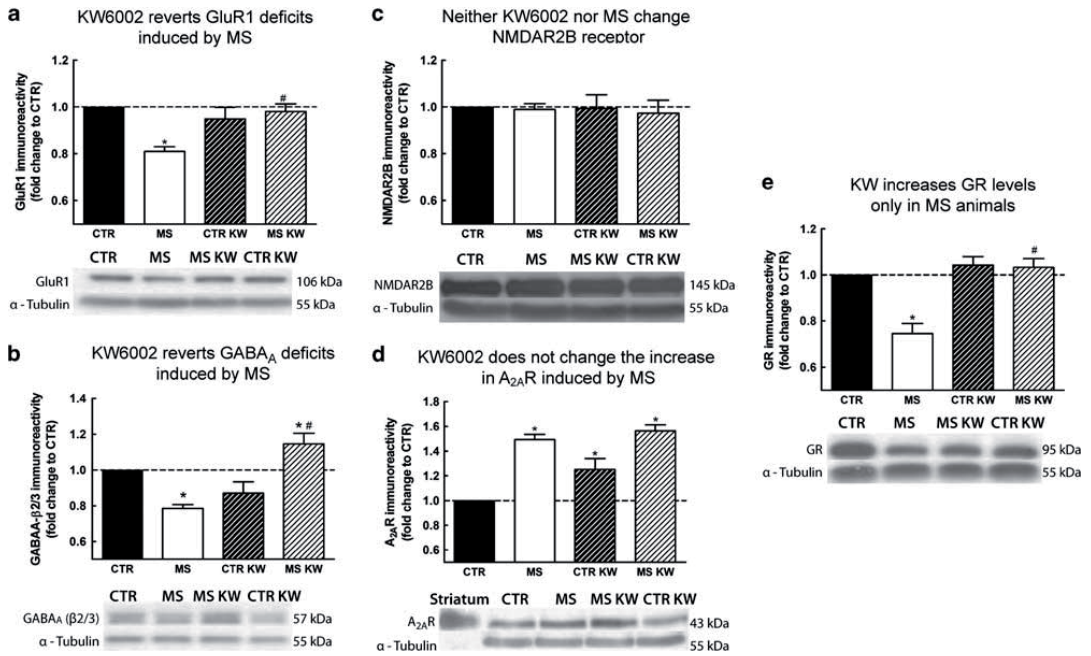 a
KW6002 reverts GluR1 deficits
induced by MS
GluR1 immunoreactivity
(fold change to CTR)
1.2
1.0
0.8
0.6
*
#
CTR MS CTR KW MS KW
CTR MS MS KW CTR KW
GluR1 106 kDa
α - Tubulin 55 kDa
b
KW6002 reverts GABAA deficits
induced by MS
GABAA-β2/3 immunoreactivity
(fold change to CTR)
1.4
1.2
1.0
0.8
0.6
*
* #
CTR MS CTR KW MS KW
CTR MS MS KW CTR KW
GABAA (β2/3) 57 kDa
α - Tubulin 55 kDa
c
Neither KW6002 nor MS change
NMDAR2B receptor
NMDAR2B immunoreactivity
(fold change to CTR)
1.2
1.0
0.8
0.6
CTR MS CTR KW MS KW
CTR MS MS KW CTR KW
NMDAR2B 145 kDa
α - Tubulin 55 kDa
d
KW6002 does not change the increase
in A2AR induced by MS
A2AR immunoreactivity
(fold change to CTR)
1.8
1.6
1.4
1.2
1.0
0.8
0.6
*
*
*
CTR MS CTR KW MS KW
Striatum CTR MS MS KW CTR KW
A2AR 43 kDa
α - Tubulin 55 kDa
e
KW increases GR levels
only in MS animals
GR immunoreactivity
(fold change to CTR)
1.2
1.0
0.8
0.6
*
#
CTR MS CTR KW MS KW
CTR MS MS KW CTR KW
GR 95 kDa
α - Tubulin 55 kDa